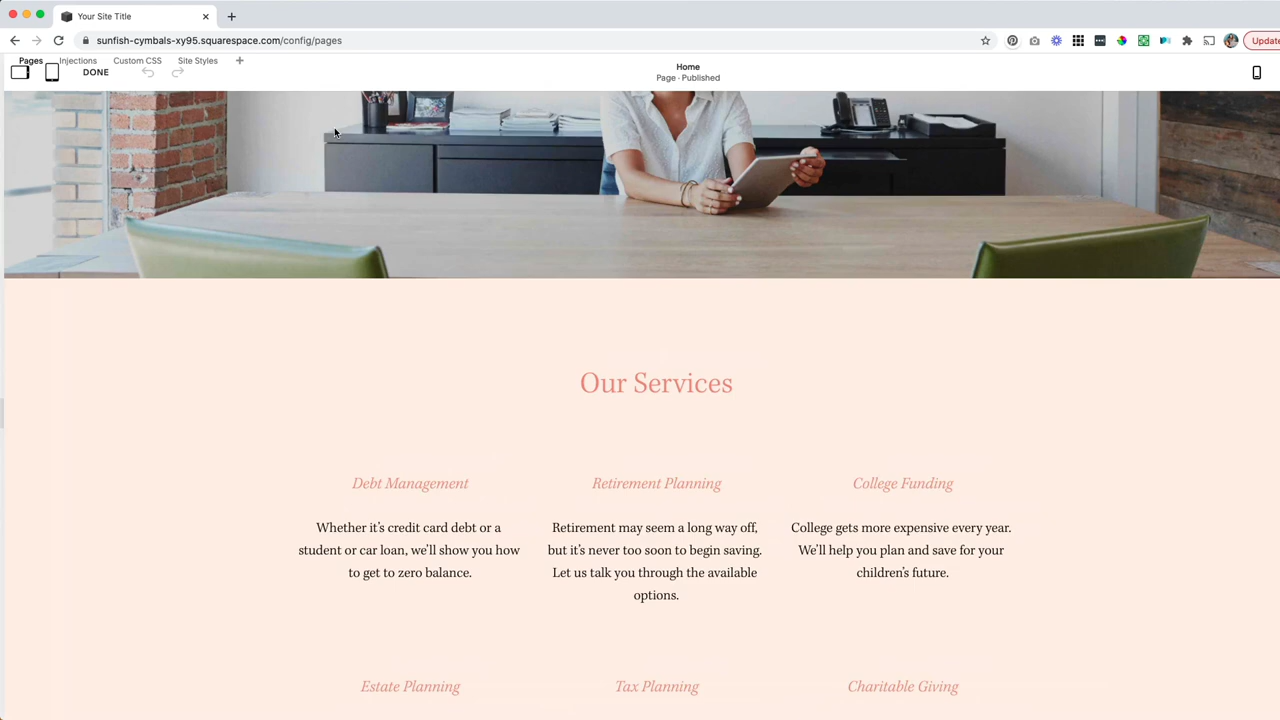 Your Site Title
sunfish-cymbals-xy95.squarespace.com/config/pages
Update
Pages Injections Custom CSS Site Styles
DONE
Home
Page · Published
Our Services
Debt Management
Whether it's credit card debt or a
student or car loan, we'll show you how
to get to zero balance.
Retirement Planning
Retirement may seem a long way off,
but it's never too soon to begin saving.
Let us talk you through the available
options.
College Funding
College gets more expensive every year.
We'll help you plan and save for your
children's future.
Estate Planning
Tax Planning
Charitable Giving